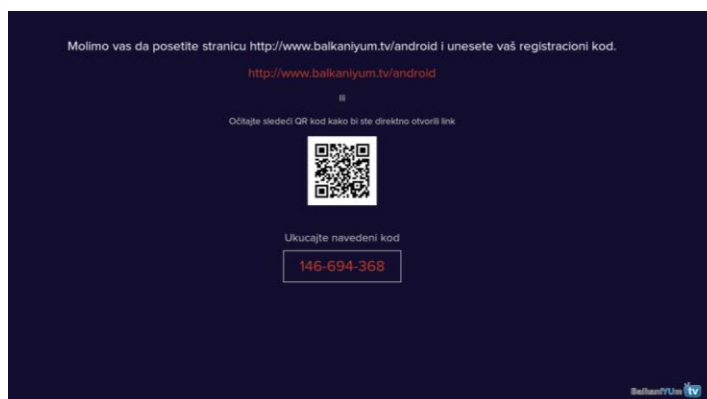 Molimo vas da posetite stranicu http://www.balkaniyum.tv/android i unesete vaš registracioni kod.
http://www.balkaniyum.tv/android
Ili
Očitajte sledeći QR kod kako bi ste direktno otvorili link
Ukucajte navedeni kod
146-694-368
BalkaniYUm tv